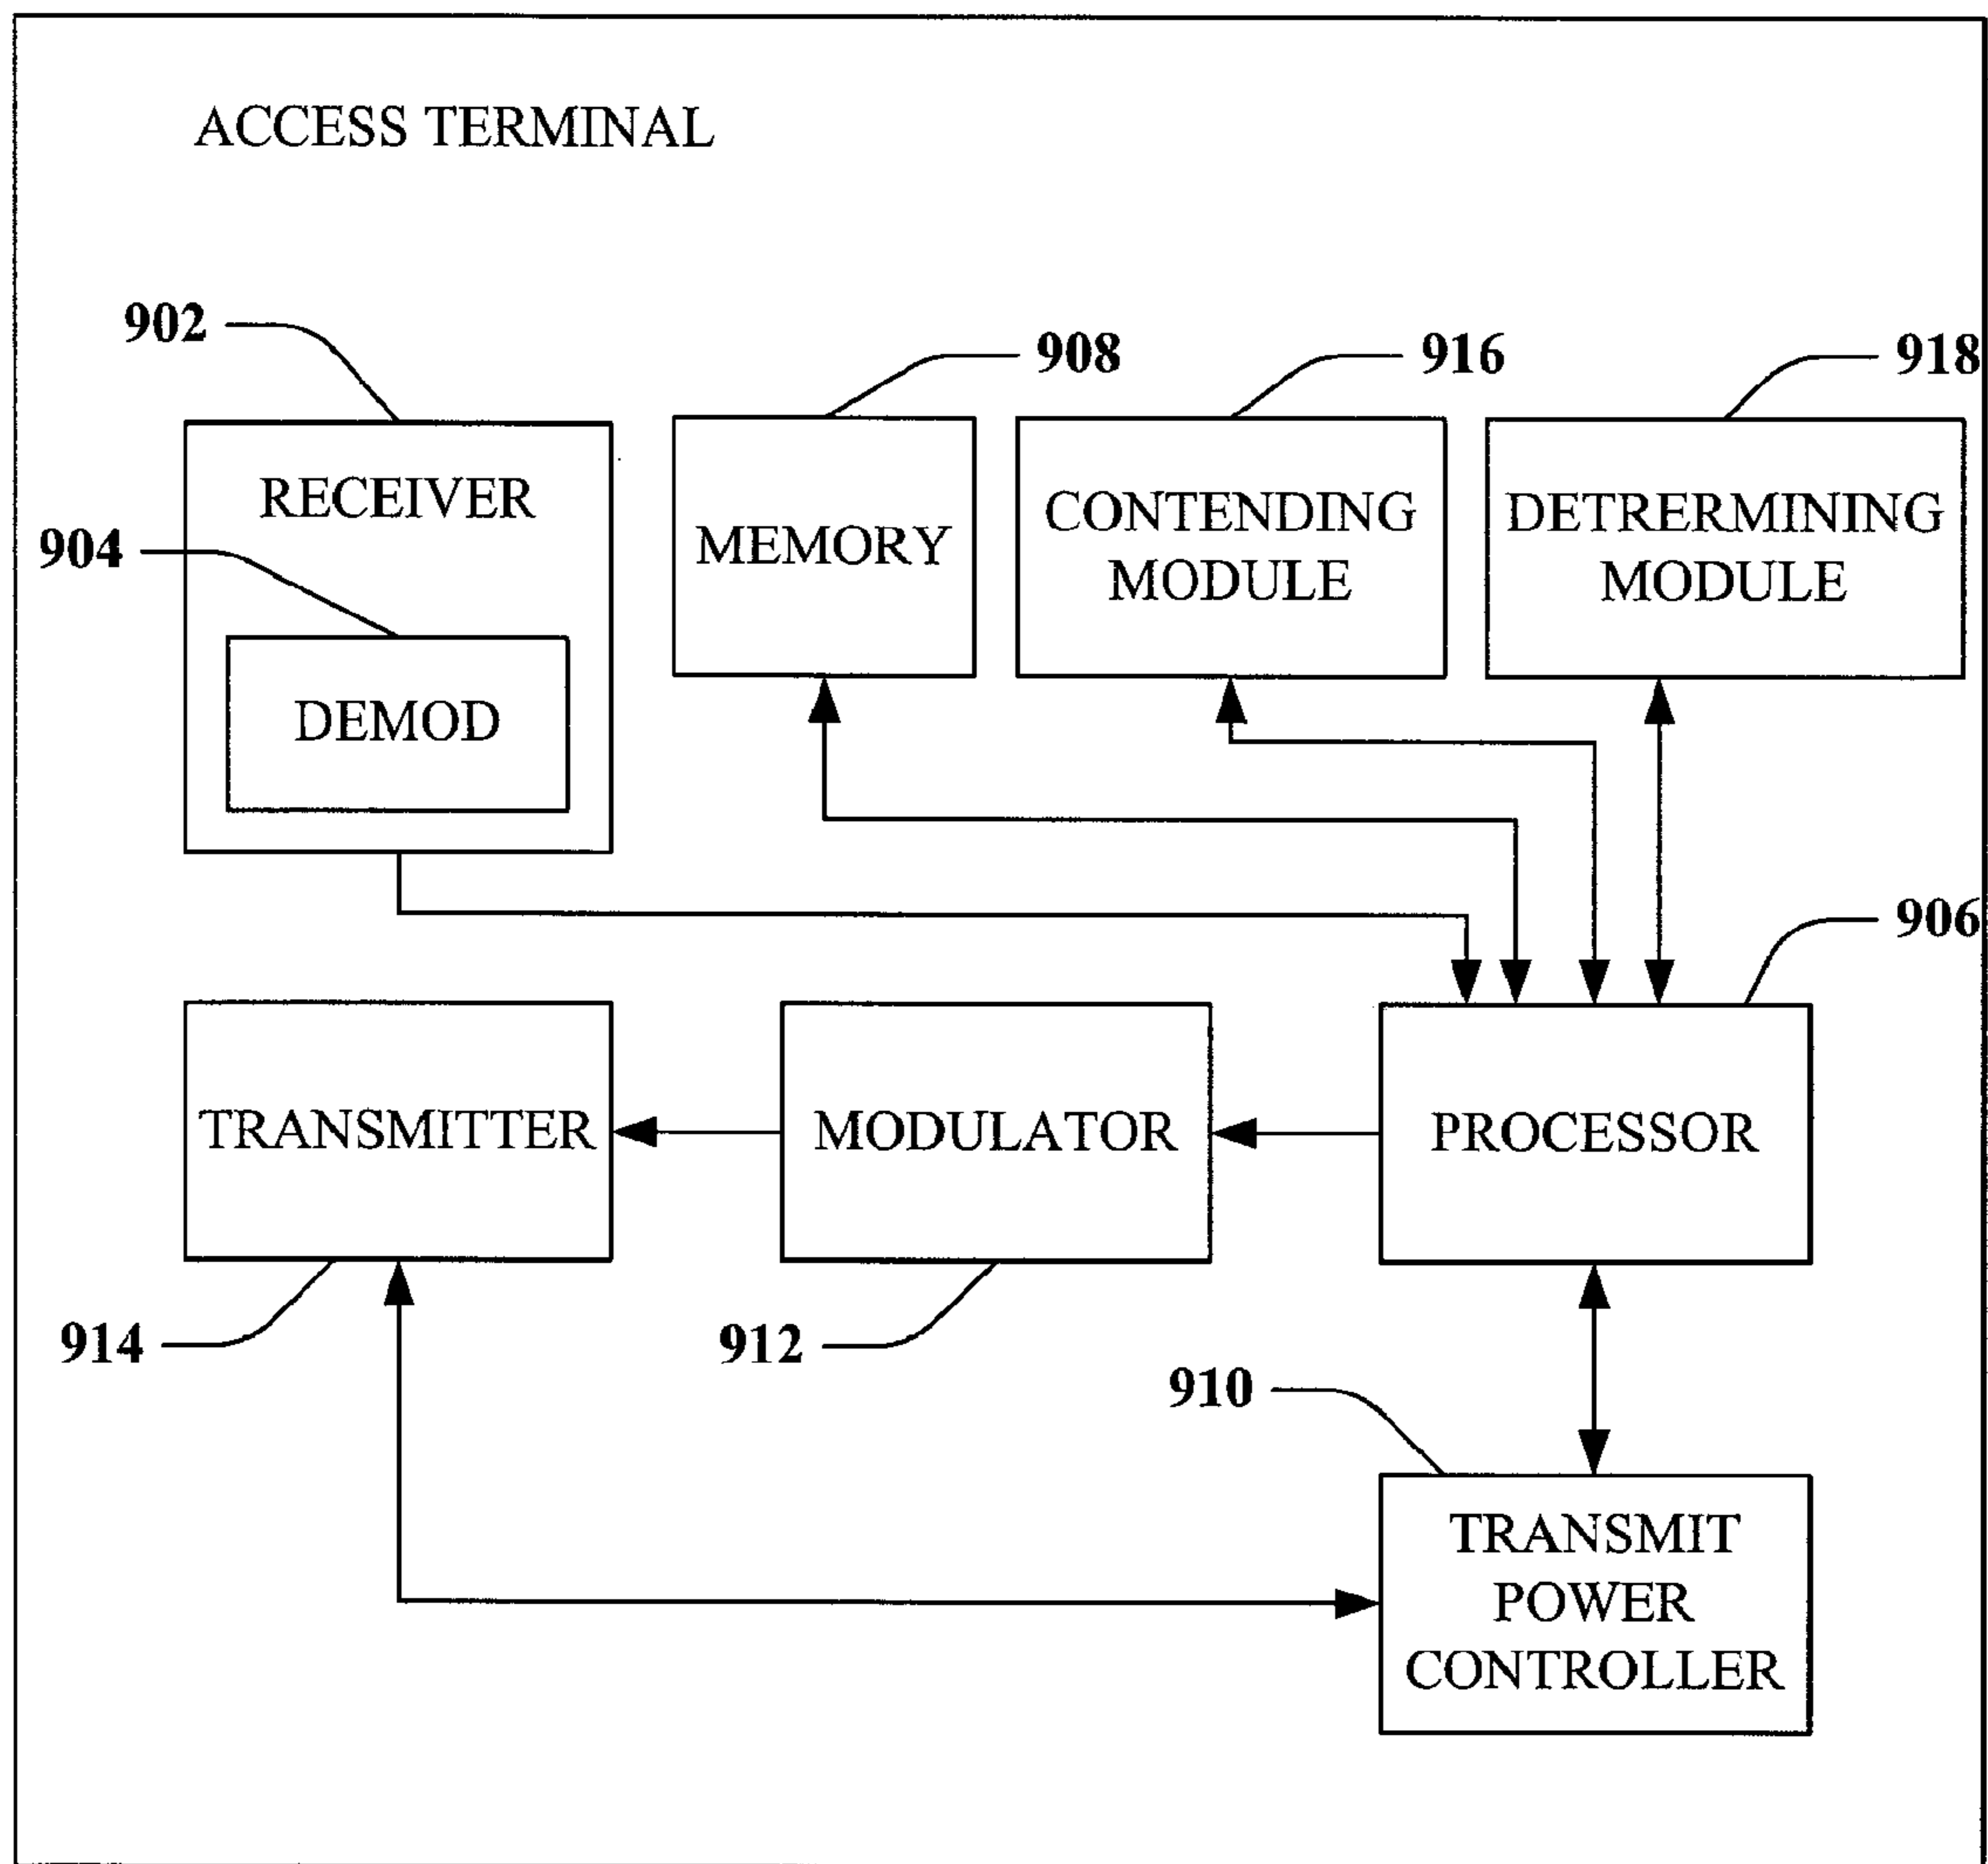 ACCESS TERMINAL
902
908
916
918
RECEIVER
904
DEMOD
MEMORY
CONTENDING
MODULE
DETRERMINING
MODULE
906
TRANSMITTER
MODULATOR
PROCESSOR
914
912
910
TRANSMIT
POWER
CONTROLLER